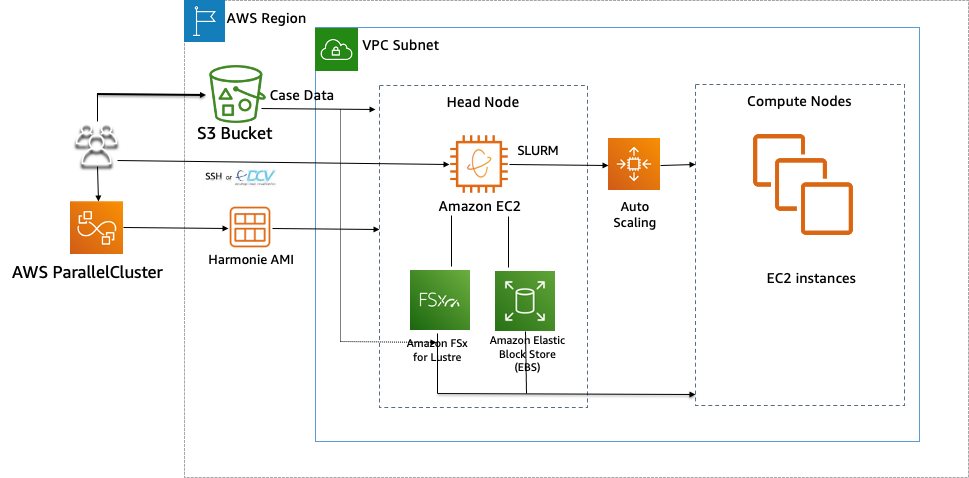 AWS Region
VPC Subnet
Case Data
S3 Bucket
Head Node
Compute Nodes
SLURM
SSH or DCV
Amazon EC2
Auto
Scaling
AWS ParallelCluster
Harmonie AMI
EC2 instances
FSx
Amazon FSx
for Lustre
Amazon Elastic
Block Store
(EBS)